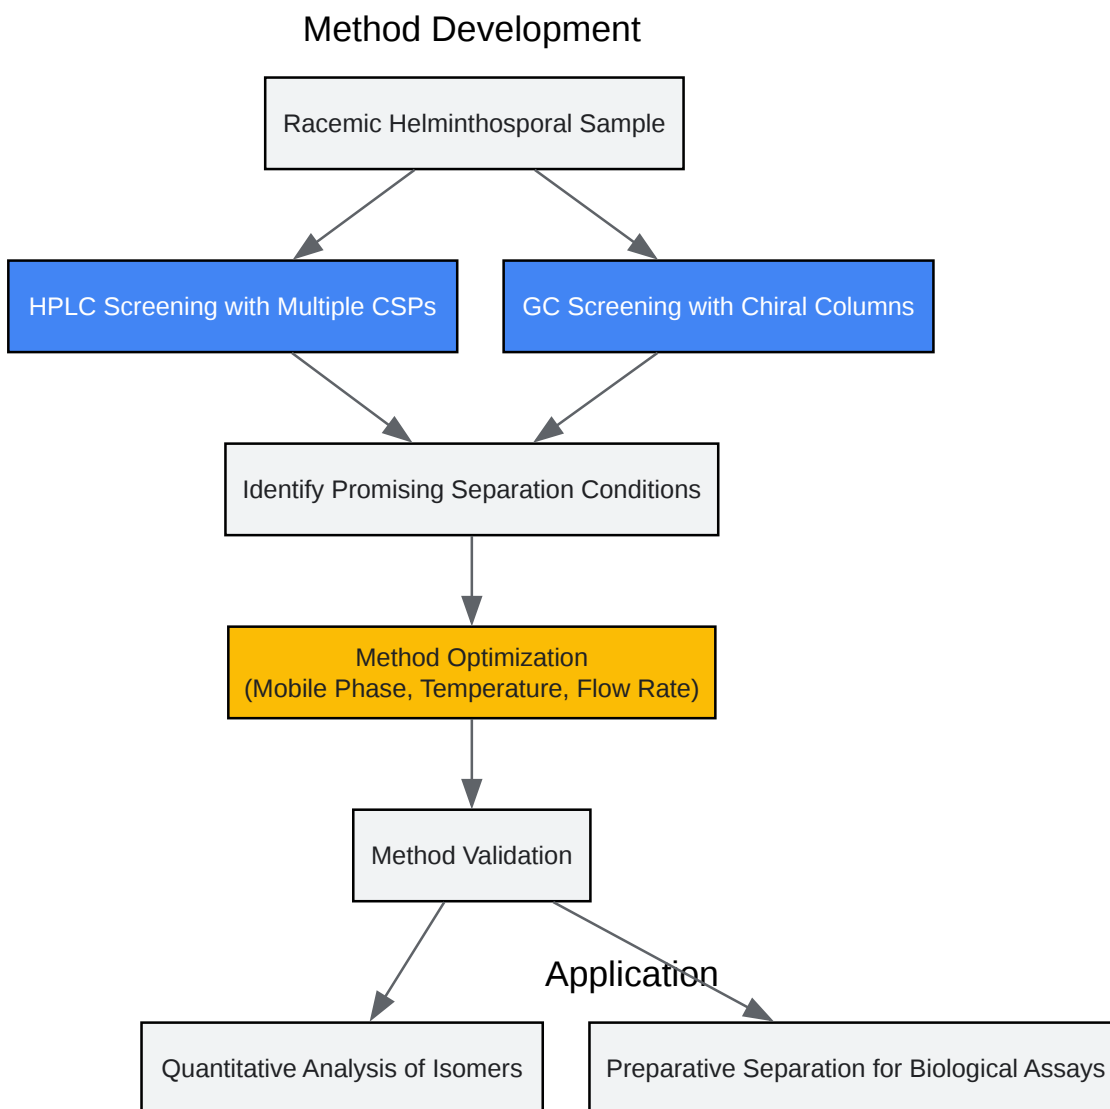 Method Development
Racemic Helminthosporal Sample
HPLC Screening with Multiple CSPs
GC Screening with Chiral Columns
Identify Promising Separation Conditions
Method Optimization
(Mobile Phase, Temperature, Flow Rate)
Method Validation
Application
Quantitative Analysis of Isomers
Preparative Separation for Biological Assays